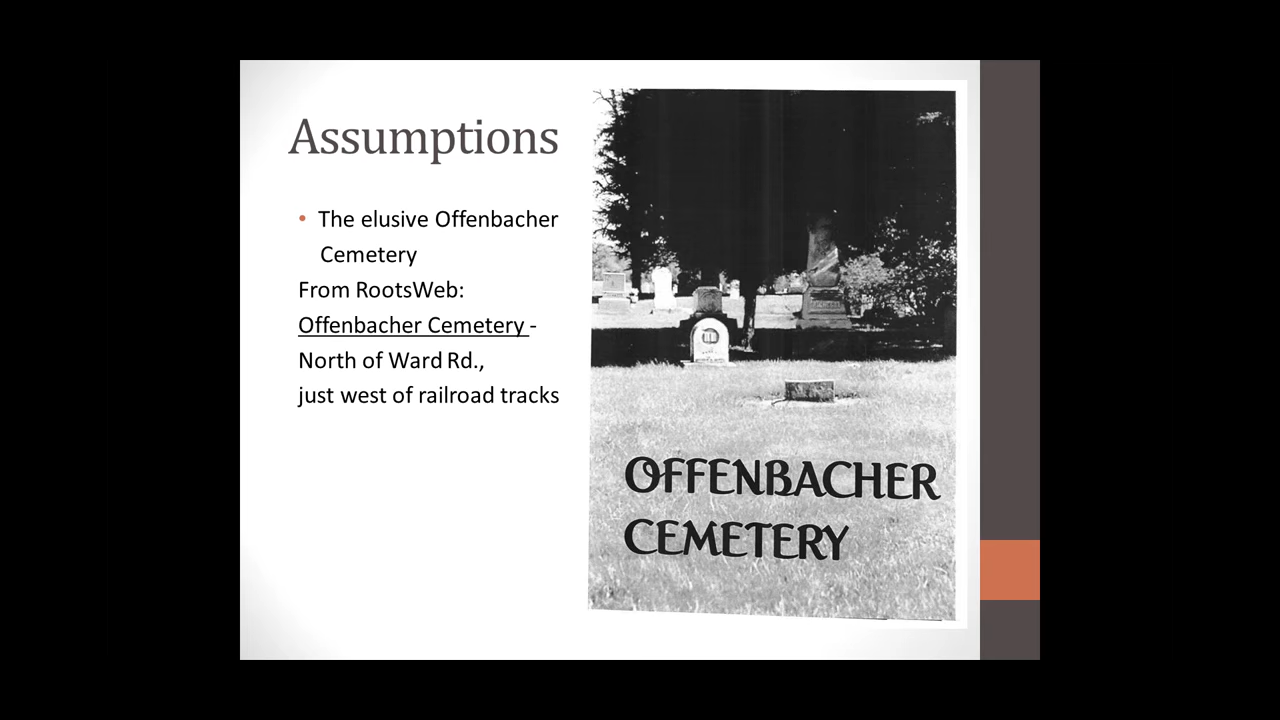 Assumptions
• The elusive Offenbacher
Cemetery
From RootsWeb:
Offenbacher Cemetery -
North of Ward Rd.,
just west of railroad tracks
OFFENBACHER
CEMETERY